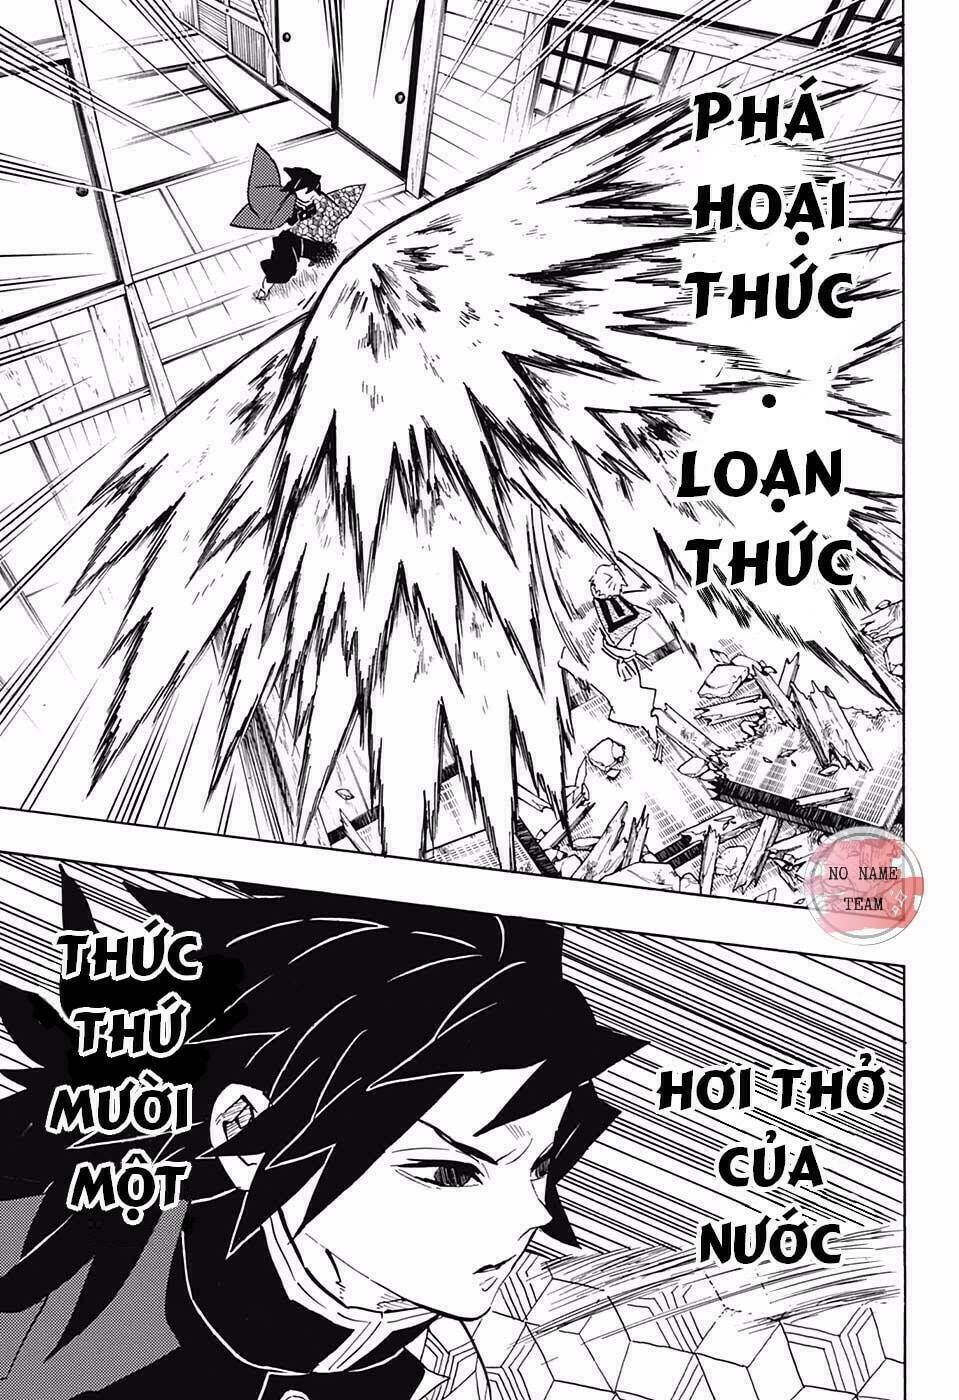 PHÁ
HOẠI
THỨC
•
LOẠN
THỨC
NO NAME
TEAM
HƠI THỞ
CỦA
NƯỚC
THỨC
THỨ
MƯỜI
MỘT